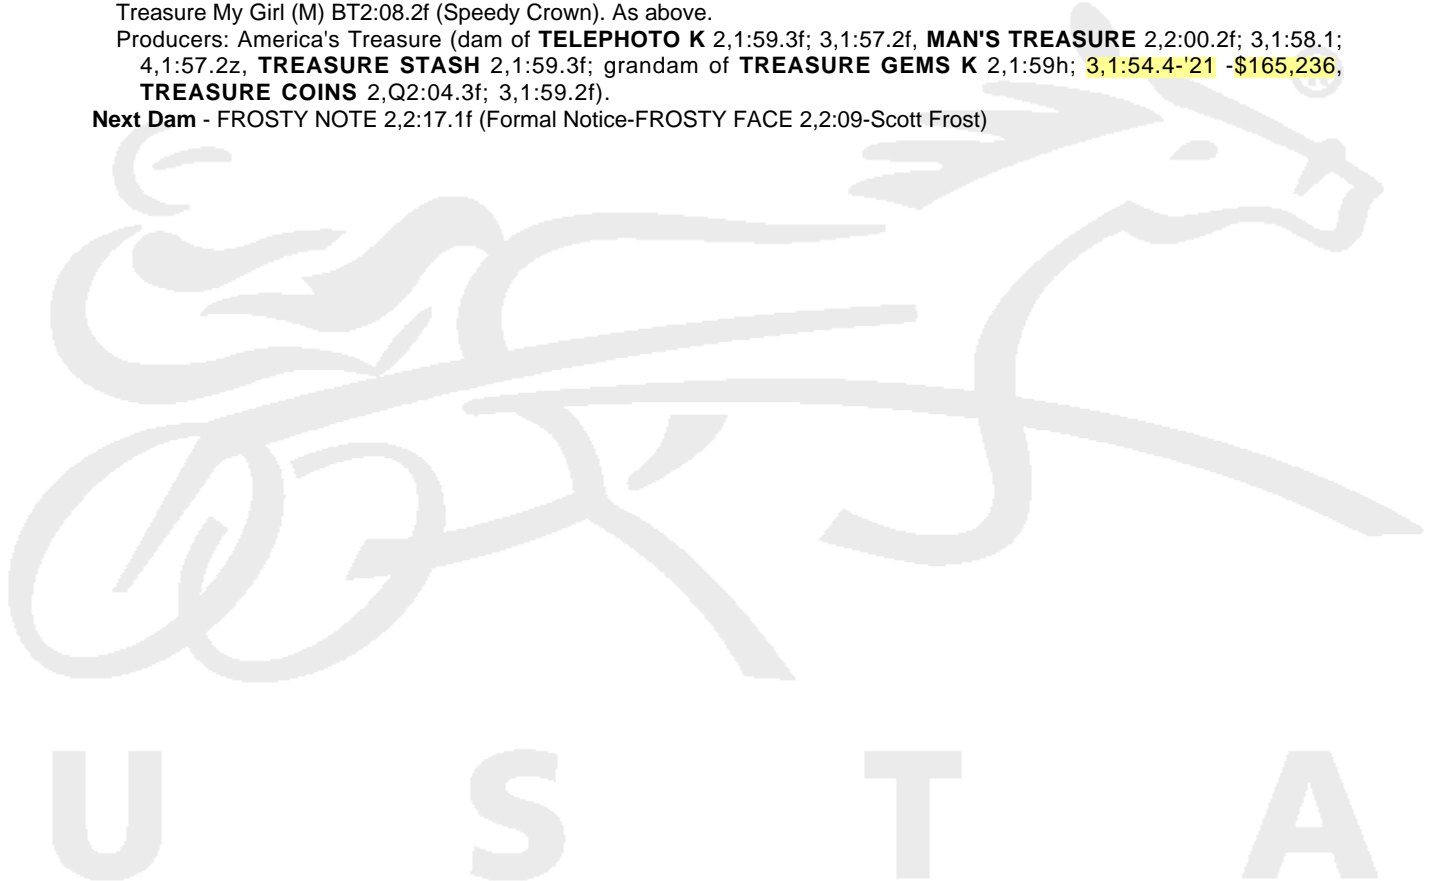 Treasure My Girl (M) BT2:08.2f (Speedy Crown). As above.
Producers: America's Treasure (dam of TELEPHOTO K 2,1:59.3f; 3,1:57.2f, MAN'S TREASURE 2,2:00.2f; 3,1:58.1;
4,1:57.2z, TREASURE STASH 2,1:59.3f; grandam of TREASURE GEMS K 2,1:59h; 3,1:54.4-'21 -$165,236,
TREASURE COINS 2,Q2:04.3f; 3,1:59.2f).
Next Dam - FROSTY NOTE 2,2:17.1f (Formal Notice-FROSTY FACE 2,2:09-Scott Frost)
®
U S T A